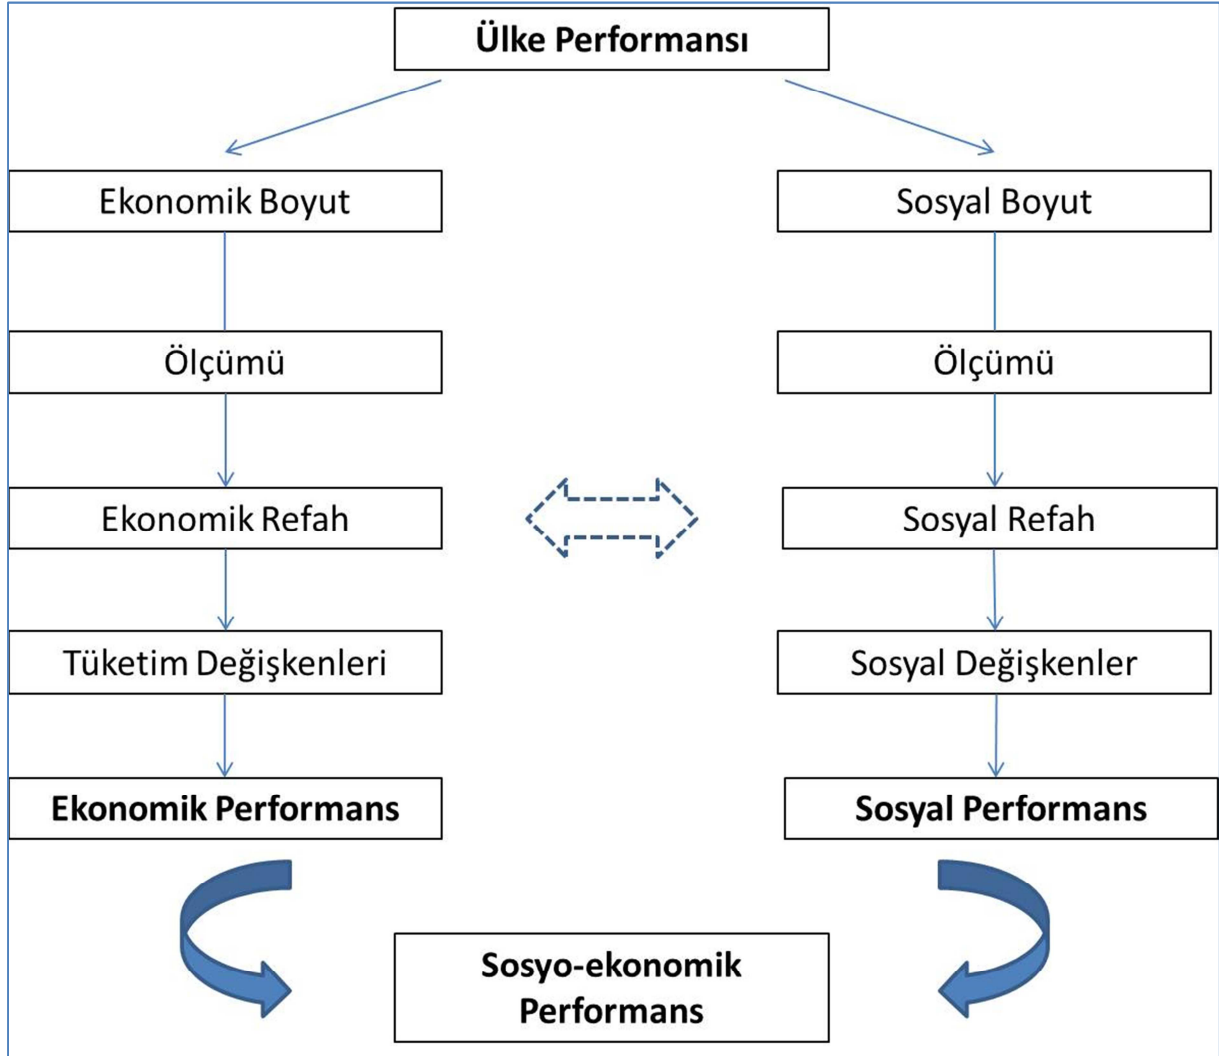 Ülke Performansı
Ekonomik Boyut
Sosyal Boyut
Ölçümü
Ölçümü
Ekonomik Refah
Sosyal Refah
Tüketim Değişkenleri
Sosyal Değişkenler
Ekonomik Performans
Sosyal Performans
Sosyo-ekonomik
Performans